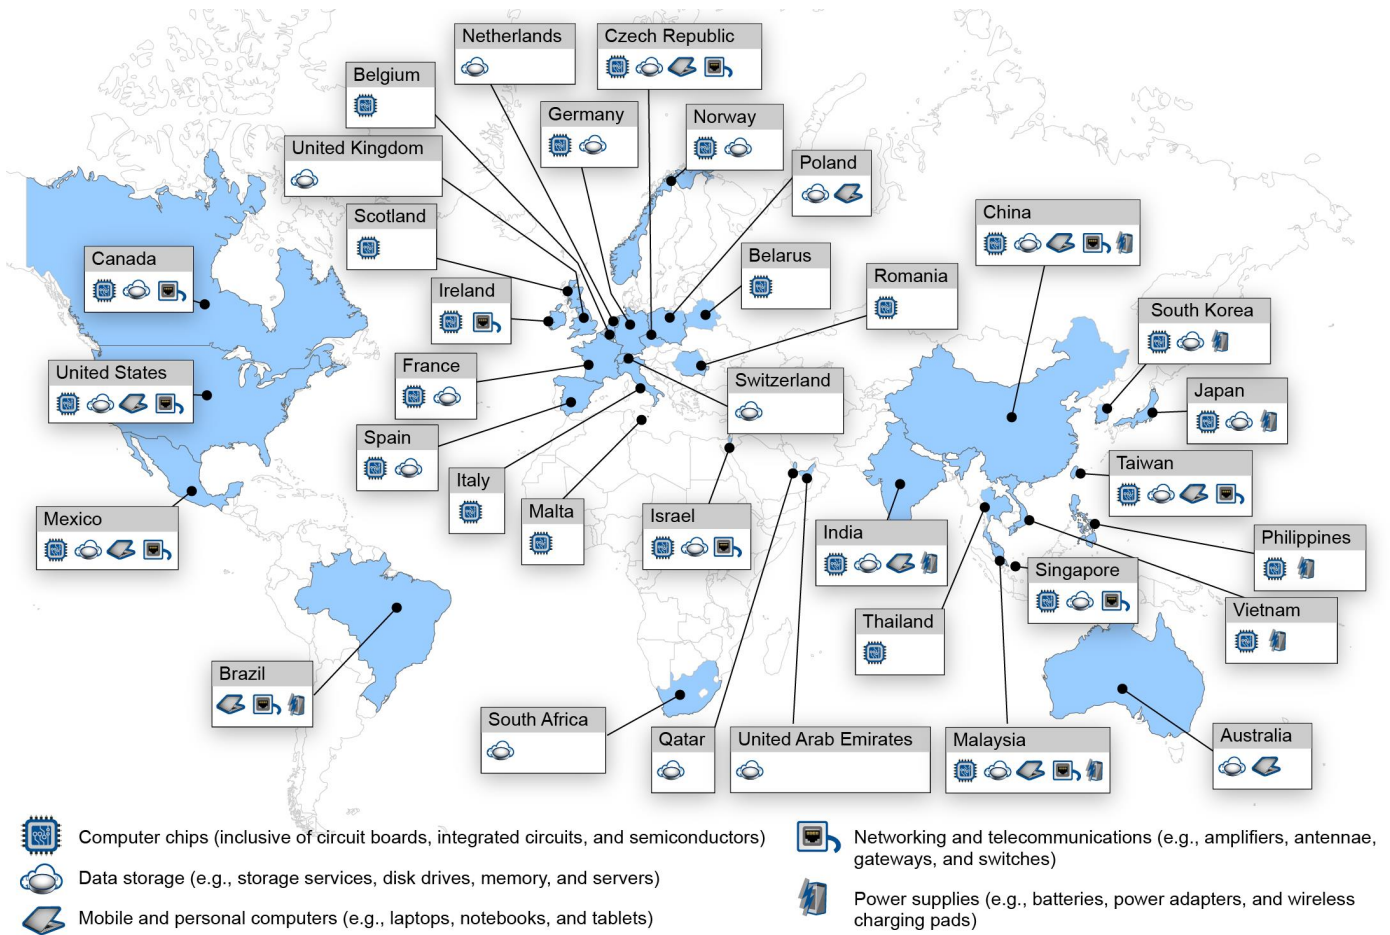 Netherlands
Czech Republic
Belgium
Germany
Norway
United Kingdom
Poland
Scotland
China
Canada
Belarus
Romania
Ireland
South Korea
United States
France
Switzerland
Japan
Spain
Taiwan
Italy
Mexico
Malta
Israel
India
Philippines
Singapore
Vietnam
Thailand
Brazil
South Africa
Qatar
United Arab Emirates
Malaysia
Australia
Computer chips (inclusive of circuit boards, integrated circuits, and semiconductors)
Data storage (e.g., storage services, disk drives, memory, and servers)
Mobile and personal computers (e.g., laptops, notebooks, and tablets)
Networking and telecommunications (e.g., amplifiers, antennae,
gateways, and switches)
Power supplies (e.g., batteries, power adapters, and wireless
charging pads)